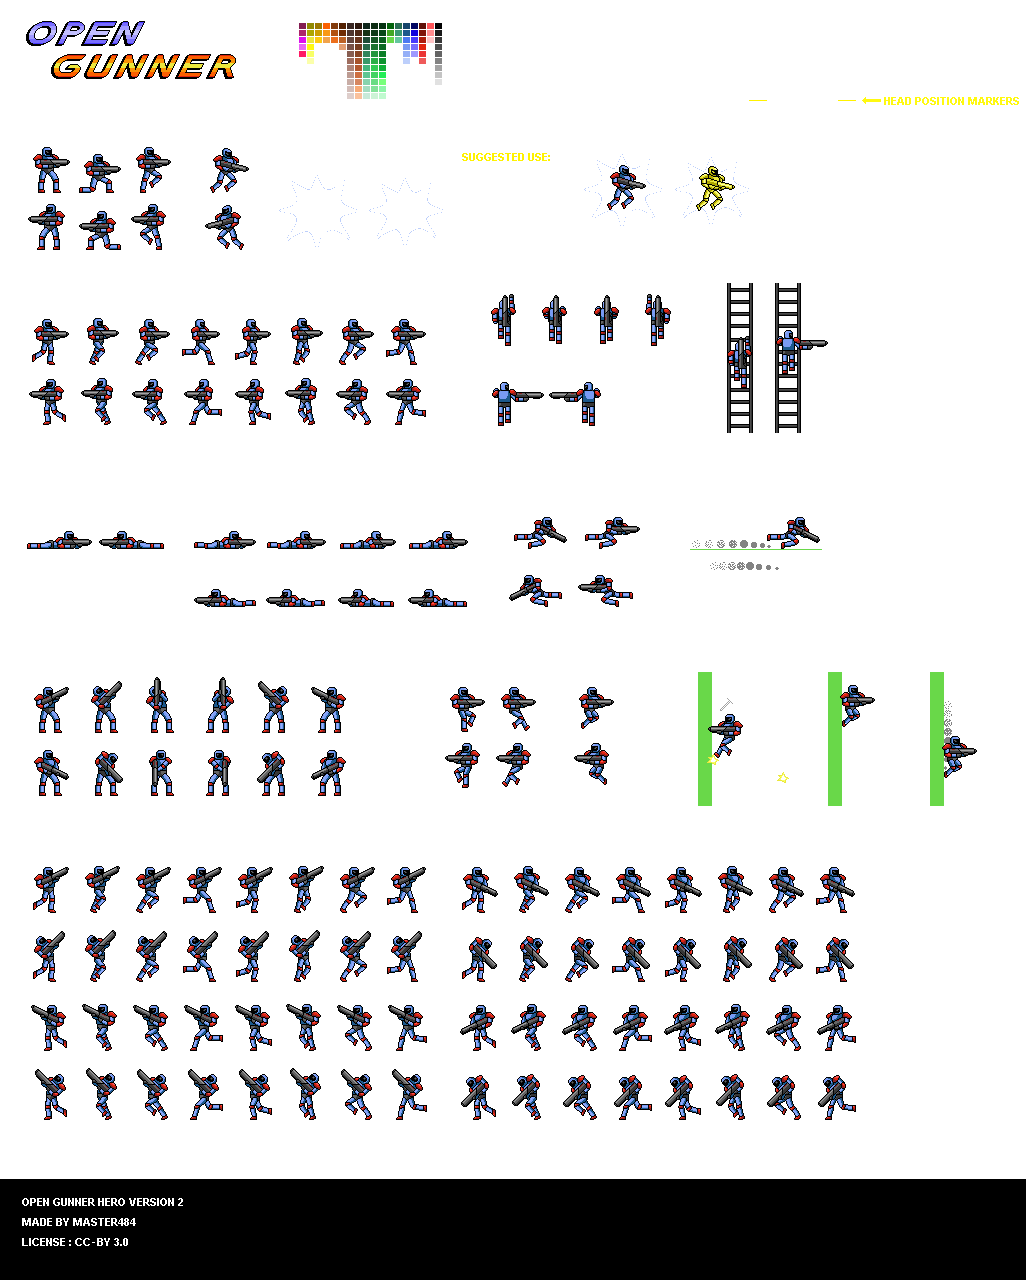 OPEN
GUNNER
HEAD POSITION MARKERS
SUGGESTED USE:
OPEN GUNNER HERO VERSION 2
MADE BY MASTER484
LICENSE : CC-BY 3.0